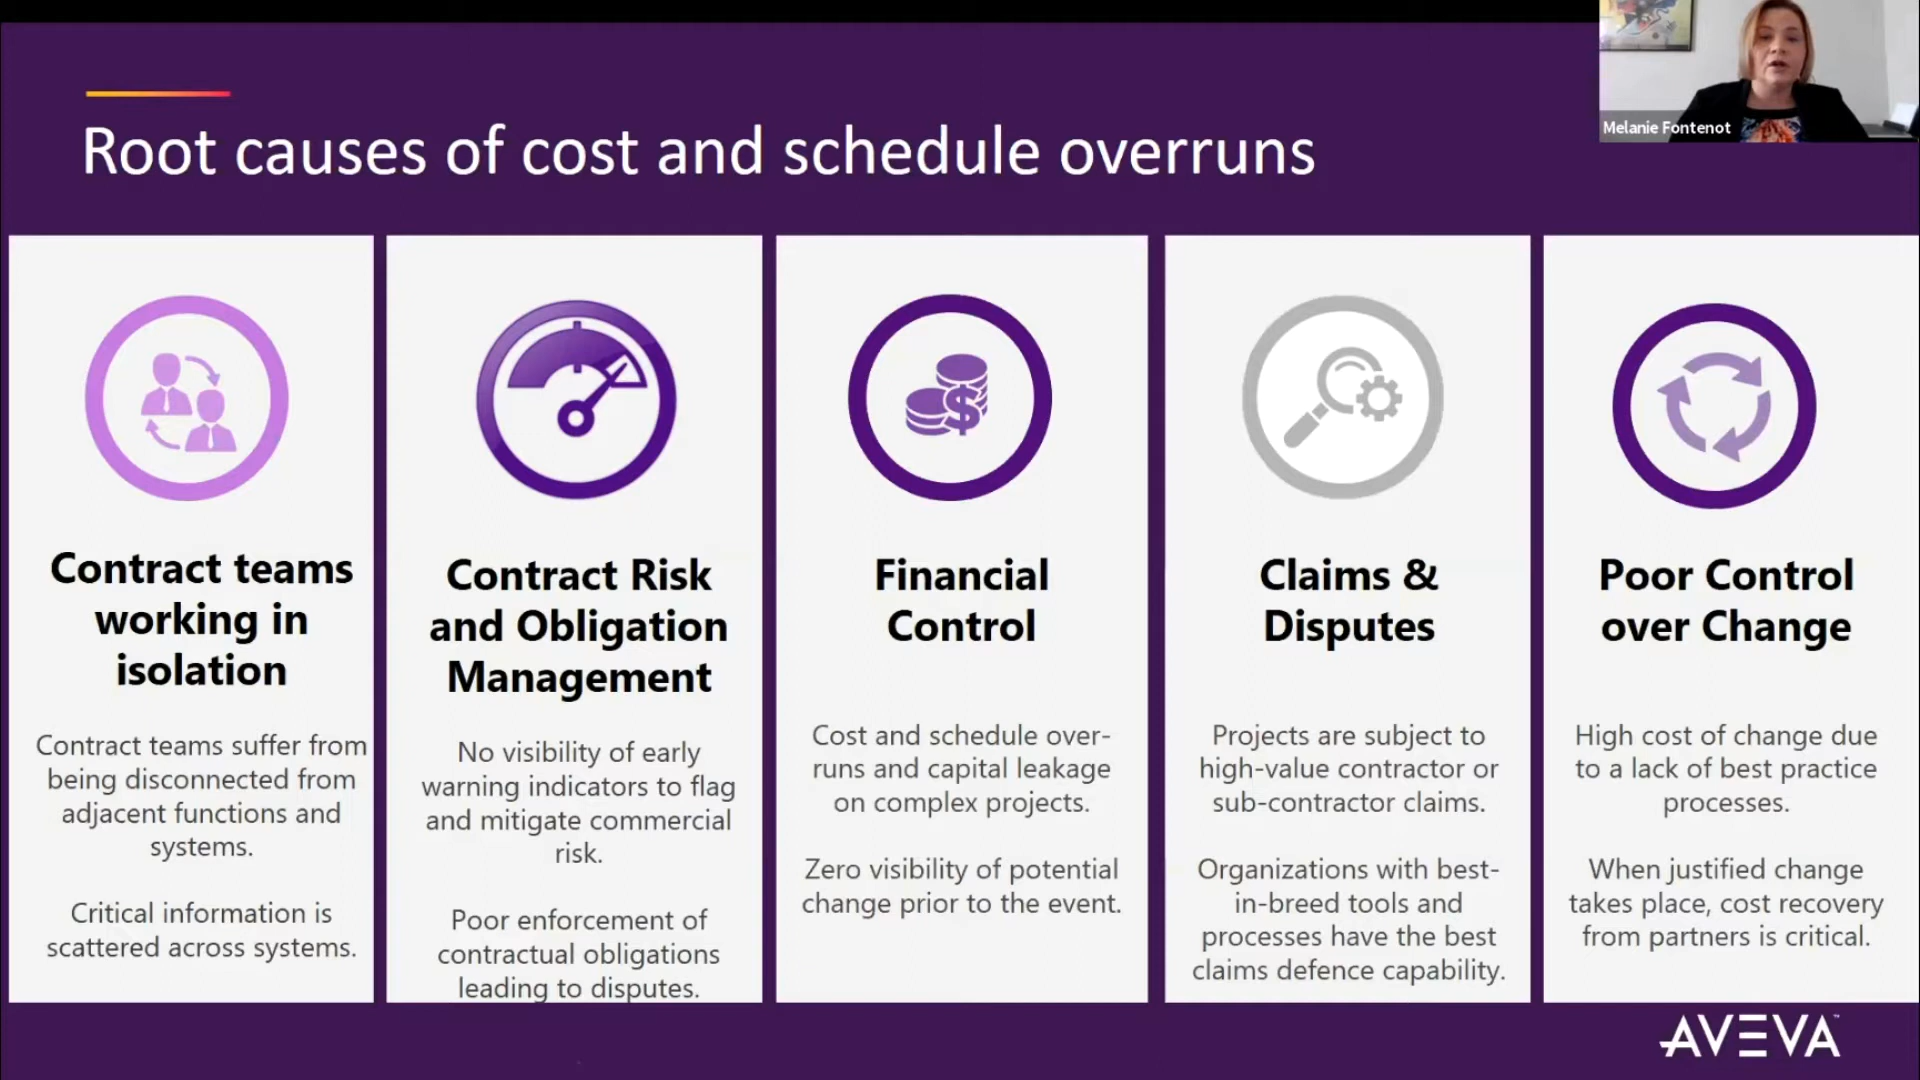 Melanie Fontenot
Root causes of cost and schedule overruns
Contract teams
working in
isolation
Contract teams suffer from
being disconnected from
adjacent functions and
systems.
Critical information is
scattered across systems.
Contract Risk
and Obligation
Management
No visibility of early
warning indicators to flag
and mitigate commercial
risk.
Poor enforcement of
contractual obligations
leading to disputes.
$
Financial
Control
Cost and schedule over-
runs and capital leakage
on complex projects.
Zero visibility of potential
change prior to the event.
Claims &
Disputes
Projects are subject to
high-value contractor or
sub-contractor claims.
Organizations with best-
in-breed tools and
processes have the best
claims defence capability.
Poor Control
over Change
High cost of change due
to a lack of best practice
processes.
When justified change
takes place, cost recovery
from partners is critical.
AVEVA™